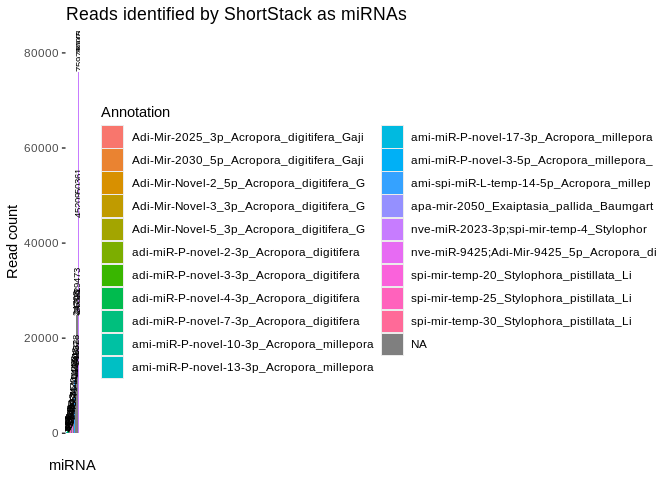 Reads identified by ShortStack as miRNAs
Read count
80000
60000
40000
20000
0
miRNA
Annotation
Adi-Mir-2025_3p_Acropora_digitifera_Gaji
Adi-Mir-2030_5p_Acropora_digitifera_Gaji
Adi-Mir-Novel-2_5p_Acropora_digitifera_G
Adi-Mir-Novel-3_3p_Acropora_digitifera_G
Adi-Mir-Novel-5_3p_Acropora_digitifera_G
adi-miR-P-novel-2-3p_Acropora_digitifera
adi-miR-P-novel-3-3p_Acropora_digitifera
adi-miR-P-novel-4-3p_Acropora_digitifera
adi-miR-P-novel-7-3p_Acropora_digitifera
ami-miR-P-novel-10-3p_Acropora_millepora
ami-miR-P-novel-13-3p_Acropora_millepora
ami-miR-P-novel-17-3p_Acropora_millepora
ami-miR-P-novel-3-5p_Acropora_millepora_
ami-spi-miR-L-temp-14-5p_Acropora_millep
apa-mir-2050_Exaiptasia_pallida_Baumgart
nve-miR-2023-3p;spi-mir-temp-4_Stylophor
nve-miR-9425;Adi-Mir-9425_5p_Acropora_di
spi-mir-temp-20_Stylophora_pistillata_Li
spi-mir-temp-25_Stylophora_pistillata_Li
spi-mir-temp-30_Stylophora_pistillata_Li
NA